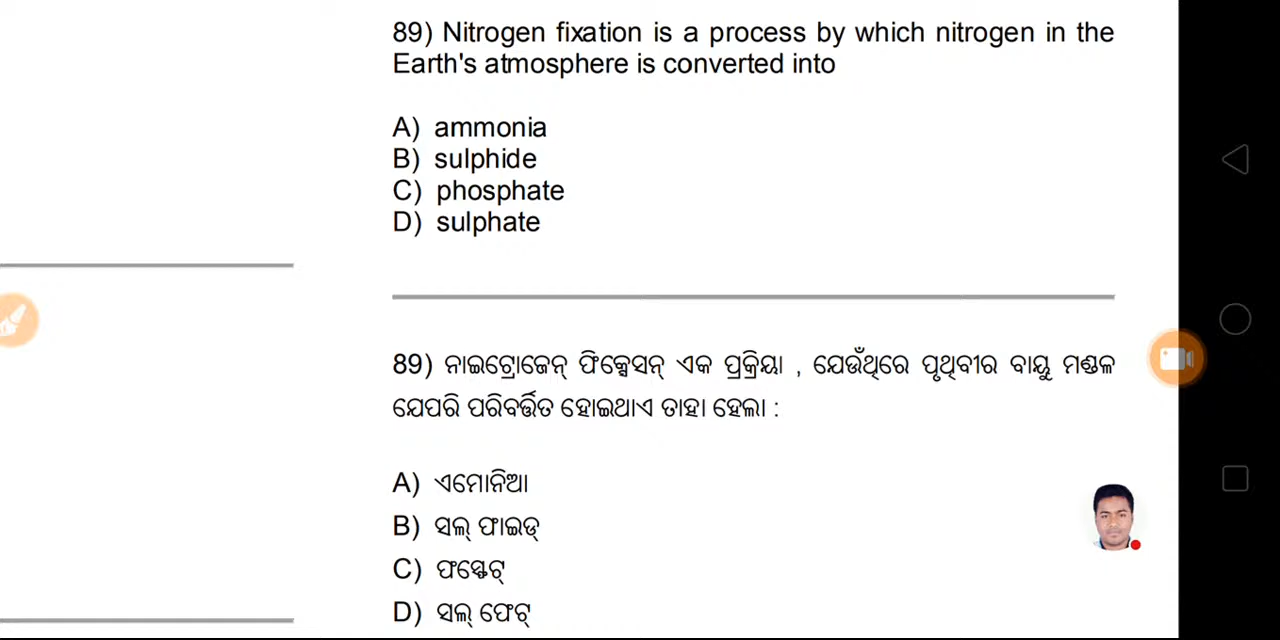 89) Nitrogen fixation is a process by which nitrogen in the
Earth's atmosphere is converted into
A) ammonia
B) sulphide
C) phosphate
D) sulphate
89) ନାଇଟ୍ରୋଜେନ୍ ଫିକ୍ସେସନ୍ ଏକ ପ୍ରକ୍ରିୟା , ଯେଉଁଥିରେ ପୃଥିବୀର ବାୟୁ ମଣ୍ଡଳ
ଯେପରି ପରିବର୍ତ୍ତିତ ହୋଇଥାଏ ତାହା ହେଲା :
A) ଏମୋନିଆ
B) ସଲ୍ ଫାଇଡ୍
C) ଫସ୍ଫେଟ୍
D) ସଲ୍ ଫେଟ୍